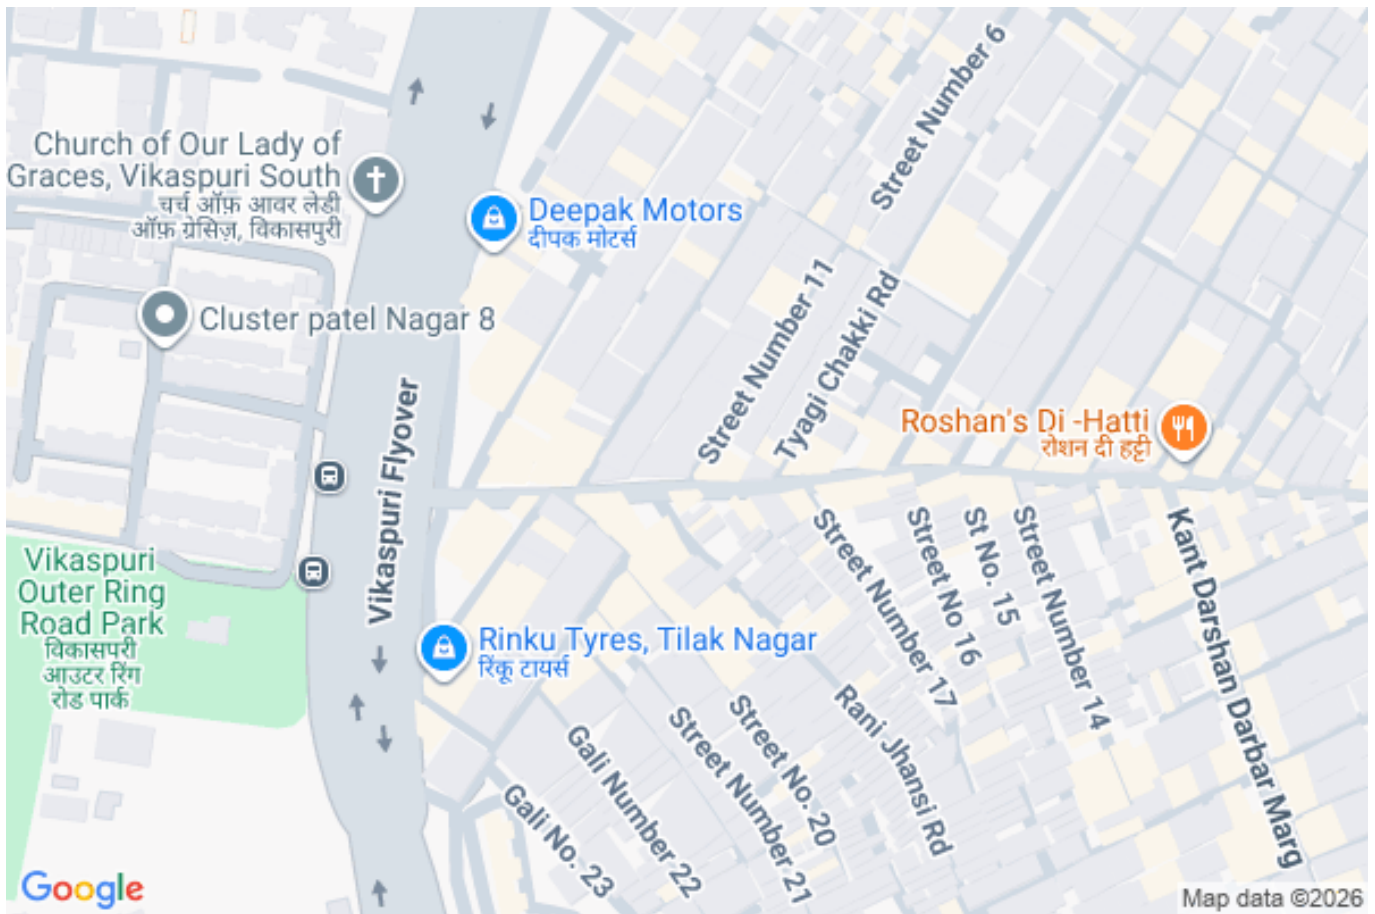 Street Number 6
Church of Our Lady of
Graces, Vikaspuri South
चर्च ऑफ़ आवर लेडी
ऑफ़ ग्रेसिज़, विकासपुरी
Deepak Motors
दीपक मोटर्स
Cluster patel Nagar 8
Street Number 11
Tyagi Chakki Rd
Roshan's Di -Hatti
रोशन दी हट्टी
Vikaspuri Flyover
Vikaspuri
Outer Ring
Road Park
विकासपुरी
आउटर रिंग
रोड पार्क
Rinku Tyres, Tilak Nagar
रिंकू टायर्स
Street Number 17
Street No 16
St No. 15
Street Number 14
Kant Darshan Darbar Marg
Rani Jhansi Rd
Street No. 20
Street Number 21
Gali Number 22
Gali No. 23
Google
Map data ©2026